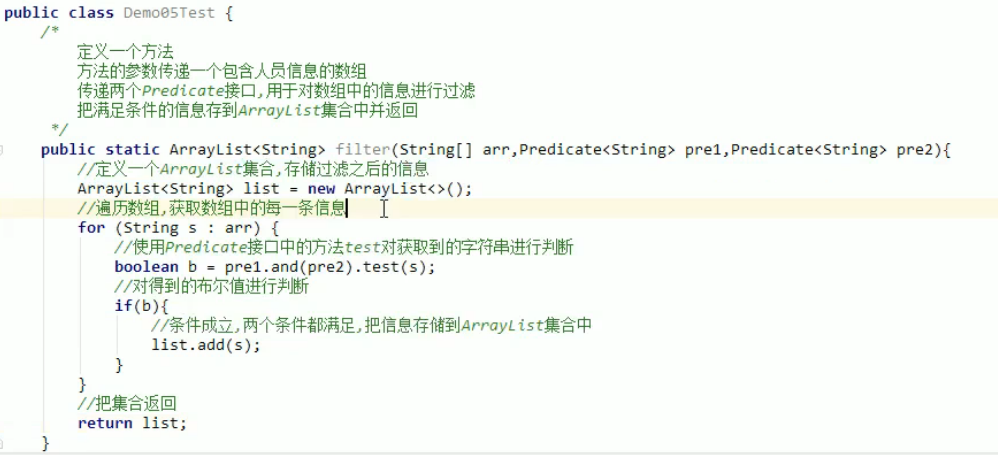 public class Demo05Test {
/*
定义一个方法
方法的参数传递一个包含人员信息的数组
传递两个Predicate接口,用于对数组中的信息进行过滤
把满足条件的信息存到ArrayList集合中并返回
*/
public static ArrayList<String> filter(String[] arr,Predicate<String> pre1,Predicate<String> pre2){
//定义一个ArrayList集合,存储过滤之后的信息
ArrayList<String> list = new ArrayList<>();
//遍历数组,获取数组中的每一条信息
for (String s : arr) {
//使用Predicate接口中的方法test对获取到的字符串进行判断
boolean b = pre1.and(pre2).test(s);
//对得到的布尔值进行判断
if(b){
//条件成立,两个条件都满足,把信息存储到ArrayList集合中
list.add(s);
}
}
//把集合返回
return list;
}